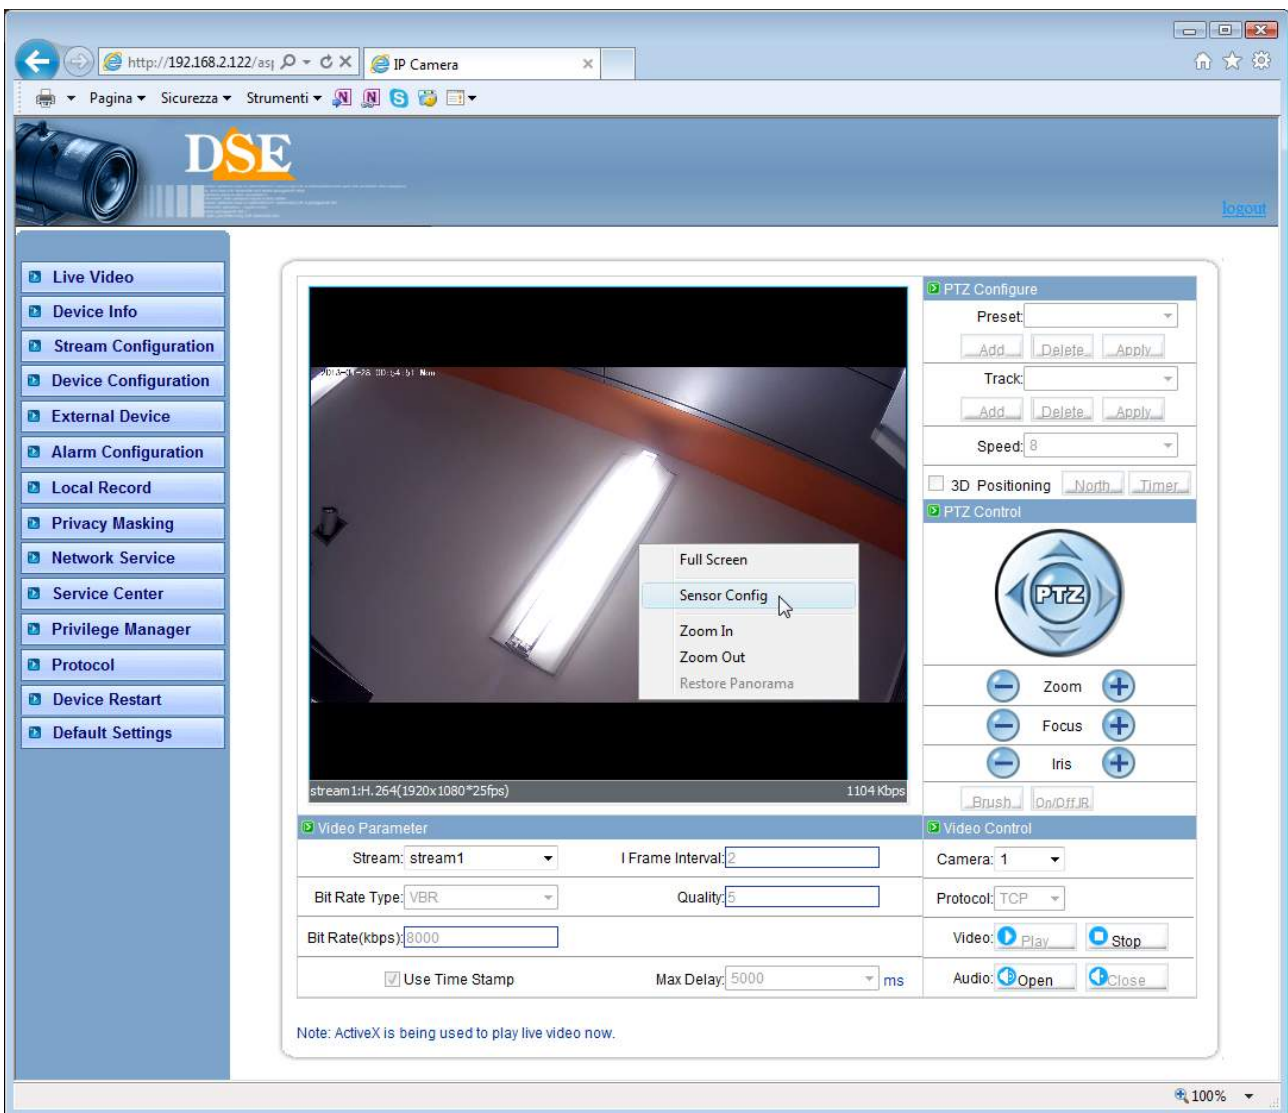 http://192.168.2.122/as
IP Camera
Pagina Sicurezza Strumenti
DSE
logout
Live Video
Device Info
Stream Configuration
Device Configuration
External Device
Alarm Configuration
Local Record
Privacy Masking
Network Service
Service Center
Privilege Manager
Protocol
Device Restart
Default Settings
Full Screen
Sensor Config
Zoom In
Zoom Out
Restore Panorama
stream1:H.264(1920x1080*25fps) 1104 Kbps
PTZ Configure
Preset:
Add Delete Apply
Track:
Add Delete Apply
Speed: 8
3D Positioning North Timer
PTZ Control
PTZ
Zoom
Focus
Iris
Brush On/Off IR
Video Parameter
Stream: stream1 I Frame Interval: 2
Bit Rate Type: VBR Quality: 5
Bit Rate(kbps): 8000
Use Time Stamp Max Delay: 5000 ms
Video Control
Camera: 1
Protocol: TCP
Video: Play Stop
Audio: Open Close
Note: ActiveX is being used to play live video now.
100%